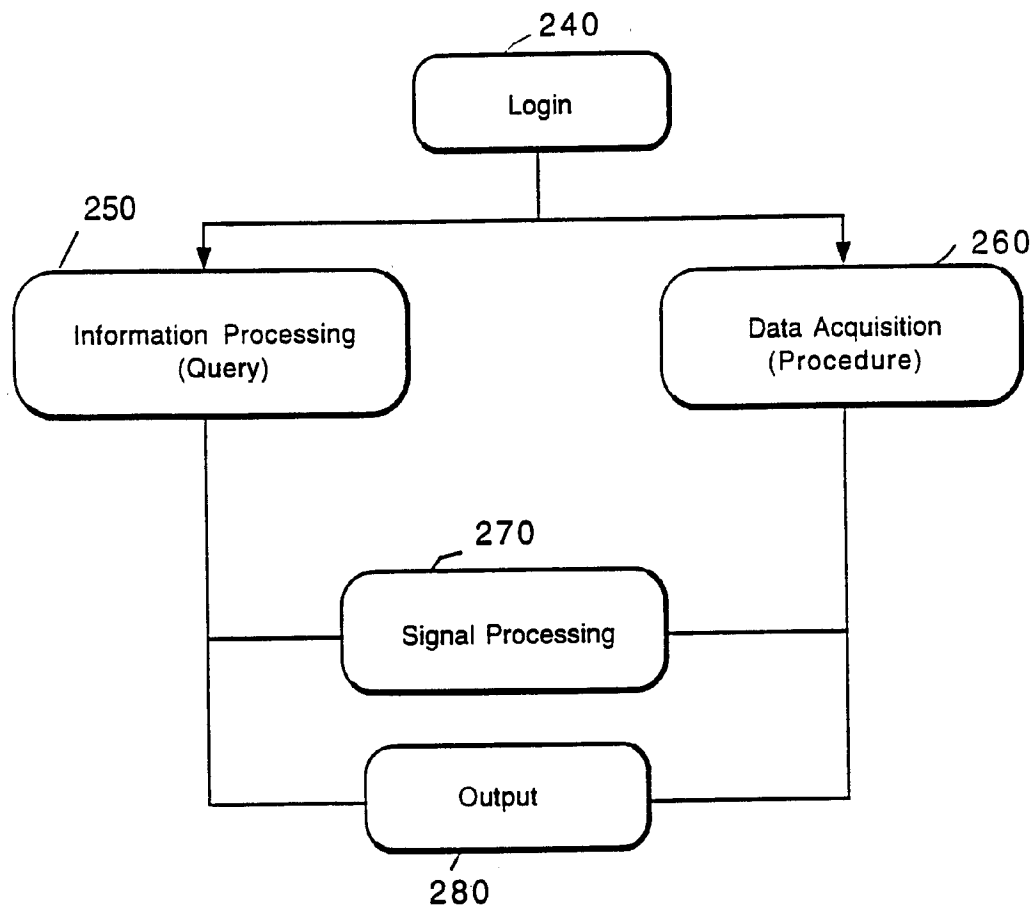 240
Login
250
260
Information Processing
(Query)
Data Acquisition
(Procedure)
270
Signal Processing
Output
280